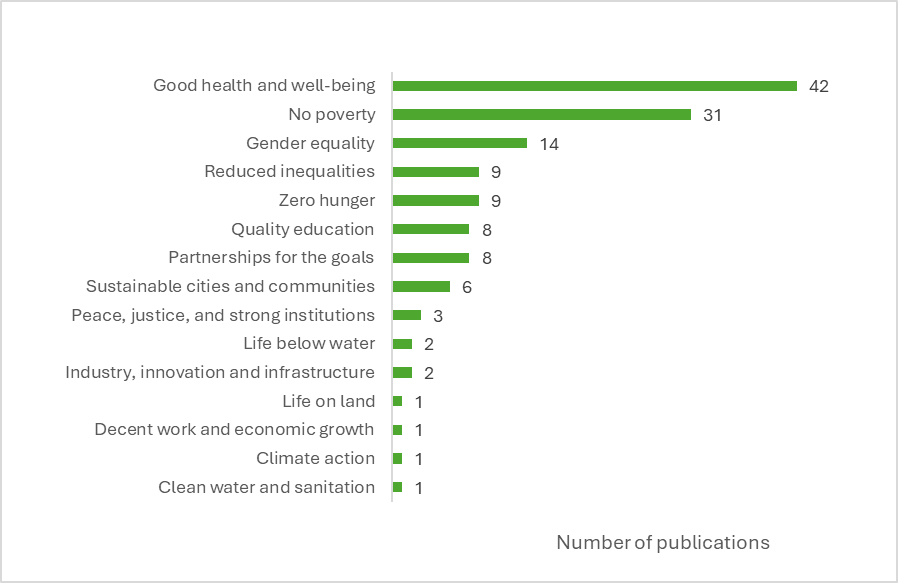 Good health and well-being 42
No poverty 31
Gender equality 14
Reduced inequalities 9
Zero hunger 9
Quality education 8
Partnerships for the goals 8
Sustainable cities and communities 6
Peace, justice, and strong institutions 3
Life below water 2
Industry, innovation and infrastructure 2
Life on land 1
Decent work and economic growth 1
Climate action 1
Clean water and sanitation 1
Number of publications